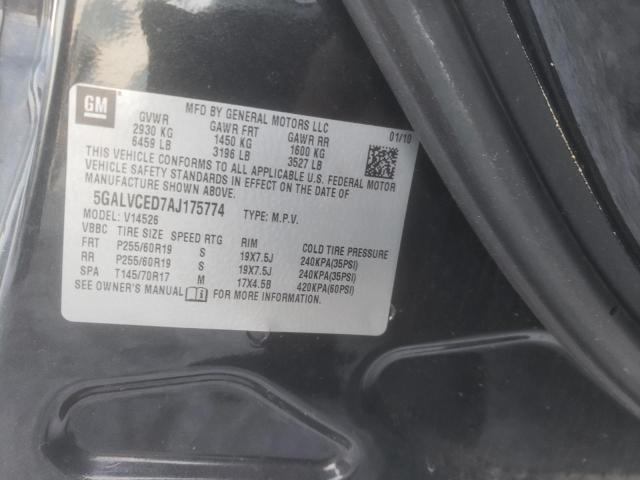 GM
MFD BY GENERAL MOTORS LLC
01/10
GVWR GAWR FRT GAWR RR
2930 KG 1450 KG 1600 KG
6459 LB 3196 LB 3527 LB
THIS VEHICLE CONFORMS TO ALL APPLICABLE U.S. FEDERAL MOTOR
VEHICLE SAFETY STANDARDS IN EFFECT ON THE DATE OF
MANUFACTURE SHOWN ABOVE.
5GALVCED7AJ175774 TYPE: M.P.V.
MODEL: V14526
VBBC TIRE SIZE SPEED RTG RIM COLD TIRE PRESSURE
FRT P255/60R19 S 19X7.5J 240KPA(35PSI)
RR P255/60R19 S 19X7.5J 240KPA(35PSI)
SPA T145/70R17 M 17X4.5B 420KPA(60PSI)
SEE OWNER'S MANUAL FOR MORE INFORMATION.